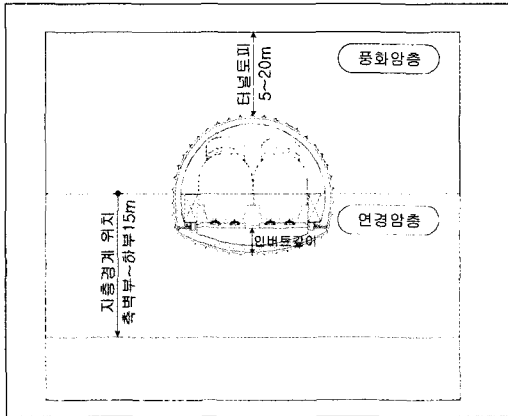 터널토피
5~20m
풍화암층
지층경계 위치
측벽부~하부15m
연경암층
인버트깊이